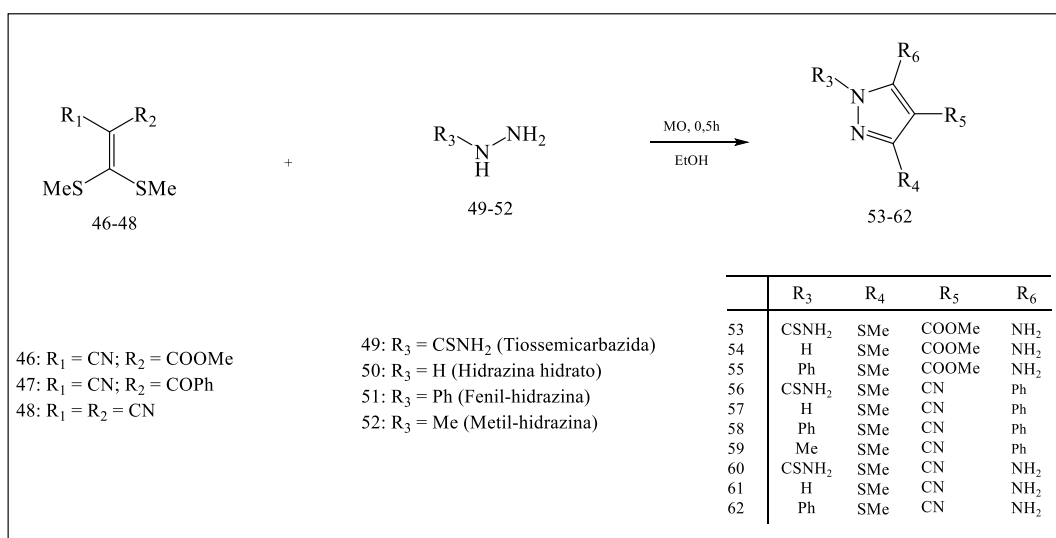 R₁ R₂
MeS SMe
46-48
+
R₃ NH₂
N
H
49-52
MO, 0,5h
EtOH
R₆
R₃ N
R₅
N
R₄
53-62
46: R₁ = CN; R₂ = COOMe
47: R₁ = CN; R₂ = COPh
48: R₁ = R₂ = CN
49: R₃ = CSNH₂ (Tiossemicarbazida)
50: R₃ = H (Hidrazina hidrato)
51: R₃ = Ph (Fenil-hidrazina)
52: R₃ = Me (Metil-hidrazina)
R₃ R₄ R₅ R₆
53 CSNH₂ SMe COOMe NH₂
54 H SMe COOMe NH₂
55 Ph SMe COOMe NH₂
56 CSNH₂ SMe CN Ph
57 H SMe CN Ph
58 Ph SMe CN Ph
59 Me SMe CN Ph
60 CSNH₂ SMe CN NH₂
61 H SMe CN NH₂
62 Ph SMe CN NH₂